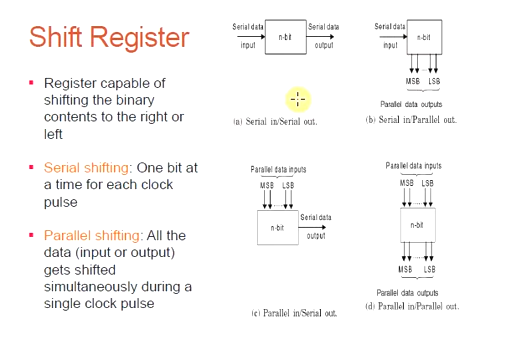 Shift Register
Register capable of
shifting the binary
contents to the right or
left
Serial shifting: One bit at
a time for each clock
pulse
Parallel shifting: All the
data (input or output)
gets shifted
simultaneously during a
single clock pulse
Serial data
input
n-bit
Serial data
output
(a) Serial in/Serial out.
Serial data
input
n-bit
MSB LSB
Parallel data outputs
(b) Serial in/Parallel out.
Parallel data inputs
MSB LSB
n-bit
Serial data
output
(c) Parallel in/Serial out.
Parallel data inputs
MSB LSB
n-bit
MSB LSB
Parallel data outputs
(d) Parallel in/Parallel out.